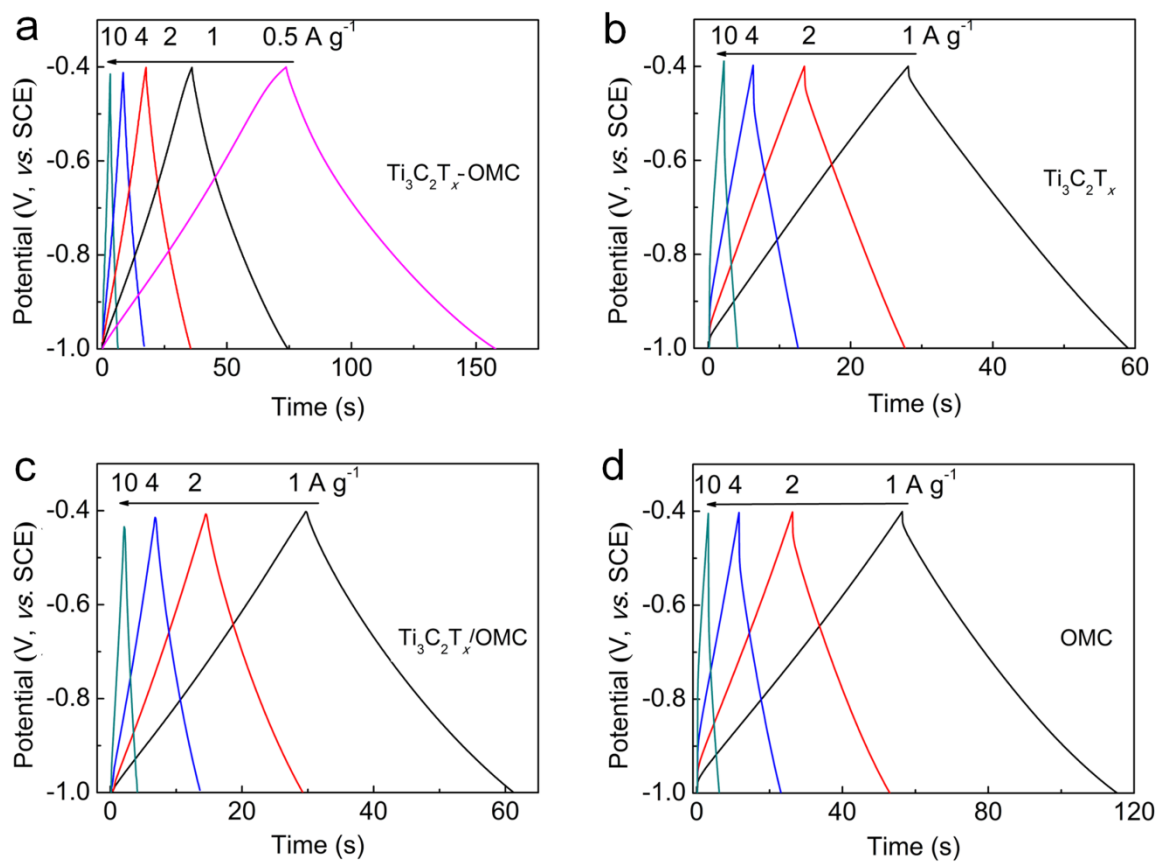 a
10 4 2 1 0.5 A g⁻¹
Potential (V, vs. SCE)
-0.4
-0.6
-0.8
-1.0
Ti₃C₂Tₓ-OMC
0 50 100 150
Time (s)
b
10 4 2 1 A g⁻¹
Potential (V, vs. SCE)
-0.4
-0.6
-0.8
-1.0
Ti₃C₂Tₓ
0 20 40 60
Time (s)
c
10 4 2 1 A g⁻¹
Potential (V, vs. SCE)
-0.4
-0.6
-0.8
-1.0
Ti₃C₂Tₓ/OMC
0 20 40 60
Time (s)
d
10 4 2 1 A g⁻¹
Potential (V, vs. SCE)
-0.4
-0.6
-0.8
-1.0
OMC
0 40 80 120
Time (s)